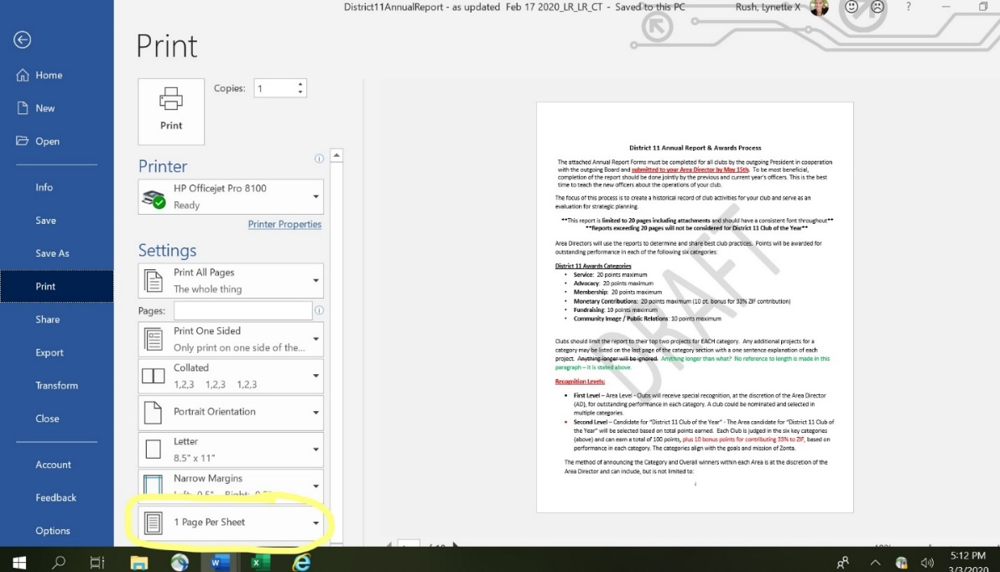 District11AnnualReport - as updated Feb 17 2020_LR_LR_CT - Saved to this PC
Rush, Lynette X
?
Print
Home
New
Open
Info
Save
Save As
Print
Share
Export
Transform
Close
Account
Feedback
Options
Print
Copies: 1
Printer
HP Officejet Pro 8100
Ready
Printer Properties
Settings
Print All Pages
The whole thing
Pages:
Print One Sided
Only print on one side of the...
Collated
1,2,3 1,2,3 1,2,3
Portrait Orientation
Letter
8.5" x 11"
Narrow Margins
1 Page Per Sheet
DRAFT
District 11 Annual Report & Awards Process
The attached Annual Report Forms must be completed for all clubs by the outgoing President in cooperation
with the outgoing Board and submitted to your Area Director by May 15th. To be most beneficial,
completion of the report should be done jointly by the previous and current year's officers. This is the best
time to teach the new officers about the operations of your club.
The focus of this process is to create a historical record of club activities for your club and serve as an
evaluation for strategic planning.
**This report is limited to 20 pages including attachments and should have a consistent font throughout**
**Reports exceeding 20 pages will not be considered for District 11 Club of the Year**
Area Directors will use the reports to determine and share best club practices. Points will be awarded for
outstanding performance in each of the following six categories:
District 11 Awards Categories
• Service: 20 points maximum
• Advocacy: 20 points maximum
• Membership: 20 points maximum
• Monetary Contributions: 20 points maximum (10 pt. bonus for 33% ZIF contribution)
• Fundraising: 10 points maximum
• Community Image / Public Relations: 10 points maximum
Clubs should limit the report to their top two projects for EACH category. Any additional projects for a
category may be listed on the last page of the category section with a one sentence explanation of each
project. Anything longer will be ignored. Anything longer than what? No reference to length is made in this
paragraph – it is stated above.
Recognition Levels:
• First Level – Area Level - Clubs will receive special recognition, at the discretion of the Area Director
(AD), for outstanding performance in each category. A club could be nominated and selected in
multiple categories.
• Second Level – Candidate for "District 11 Club of the Year" - The Area candidate for "District 11 Club of
the Year" will be selected based on total points earned. Each Club is judged in the six key categories
(above) and can earn a total of 100 points, plus 10 bonus points for contributing 33% to ZIF, based on
performance in each category. The categories align with the goals and mission of Zonta.
The method of announcing the Category and Overall winners within each Area is at the discretion of the
Area Director and can include, but is not limited to:
i
5:12 PM
3/3/2020